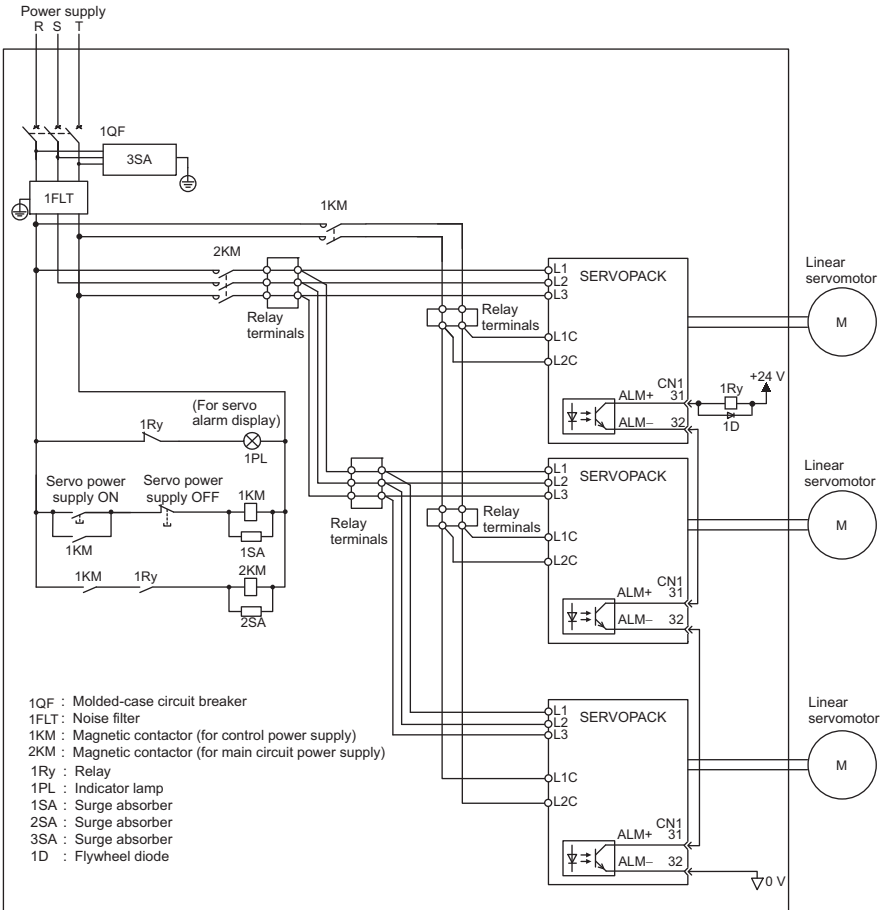 Power supply
R S T
1QF
3SA
1FLT
1KM
2KM
Relay
terminals
L1
L2
L3
SERVOPACK
Relay
terminals
L1C
L2C
Linear
servomotor
M
CN1
ALM+ 31
ALM– 32
1Ry
+24 V
1D
(For servo
alarm display)
1Ry
1PL
Servo power
supply ON
Servo power
supply OFF
1KM
1KM
1SA
1KM
1Ry
2KM
2SA
Relay
terminals
L1
L2
L3
SERVOPACK
Relay
terminals
L1C
L2C
Linear
servomotor
M
CN1
ALM+ 31
ALM– 32
L1
L2
L3
SERVOPACK
L1C
L2C
Linear
servomotor
M
CN1
ALM+ 31
ALM– 32
0 V
1QF : Molded-case circuit breaker
1FLT : Noise filter
1KM : Magnetic contactor (for control power supply)
2KM : Magnetic contactor (for main circuit power supply)
1Ry : Relay
1PL : Indicator lamp
1SA : Surge absorber
2SA : Surge absorber
3SA : Surge absorber
1D : Flywheel diode